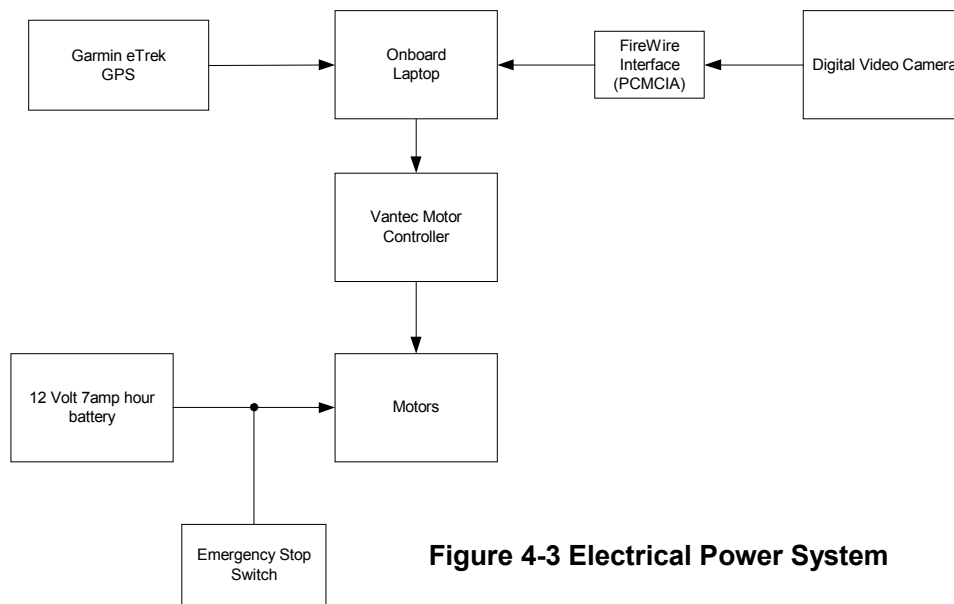 Garmin eTrek
GPS
Onboard
Laptop
FireWire
Interface
(PCMCIA)
Digital Video Camera
Vantec Motor
Controller
12 Volt 7amp hour
battery
Motors
Emergency Stop
Switch
Figure 4-3 Electrical Power System